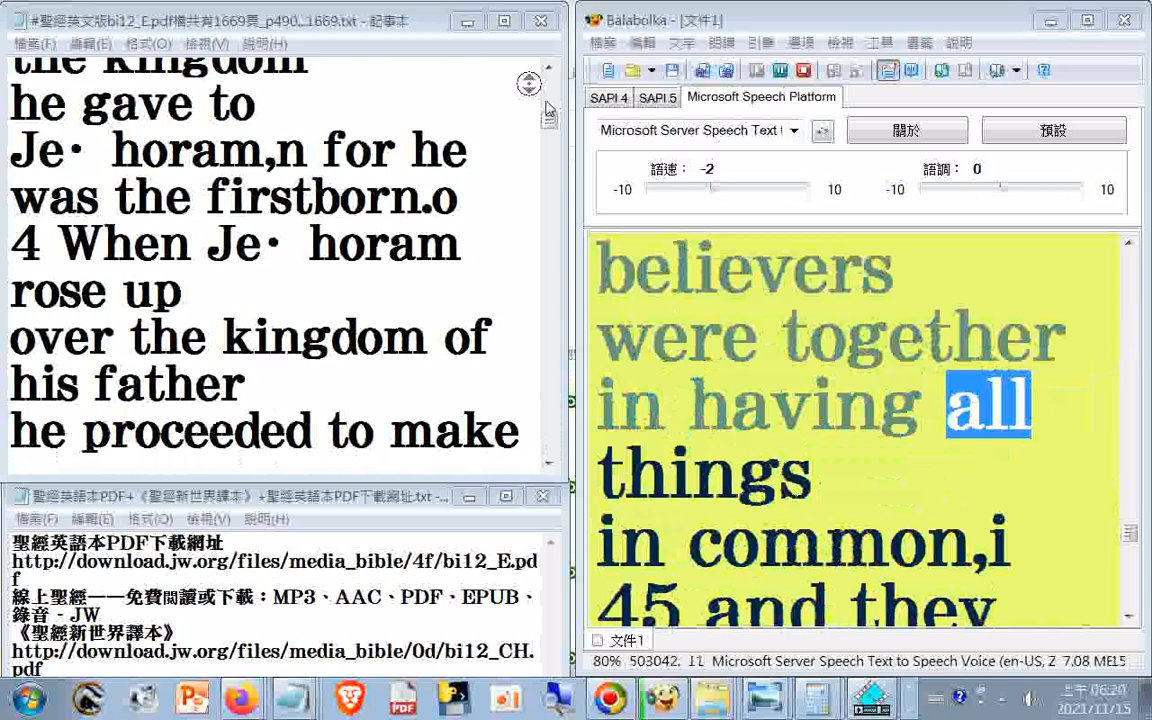 #聖經英文版bi12_E.pdf檔共有1669頁_p490...1669.txt - 記事本
檔案(F) 編輯(E) 格式(O) 檢視(V) 說明(H)
the kingdom
he gave to
Je· horam,n for he
was the firstborn.o
4 When Je· horam
rose up
over the kingdom of
his father
he proceeded to make
聖經英語本PDF+《聖經新世界譯本》+聖經英語本PDF下載網址.txt -...
檔案(F) 編輯(E) 格式(O) 檢視(V) 說明(H)
聖經英語本PDF下載網址
http://download.jw.org/files/media_bible/4f/bi12_E.pd
f
線上聖經——免費閱讀或下載：MP3、AAC、PDF、EPUB、
錄音 - JW
《聖經新世界譯本》
http://download.jw.org/files/media_bible/0d/bi12_CH.
pdf
Balabolka - [文件1]
檔案 編輯 文字 朗讀 引擎 選項 檢視 工具 書籤 說明
SAPI 4 SAPI 5 Microsoft Speech Platform
Microsoft Server Speech Text 關於 預設
語速： -2 語調： 0
-10 10 -10 10
believers
were together
in having all
things
in common,i
45 and they
文件1
80% 503042, 11 Microsoft Server Speech Text to Speech Voice (en-US, Z 7.08 ME15
上午 06:20
2021/11/15